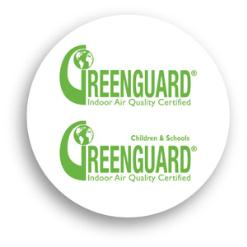 GREENGUARD®
Indoor Air Quality Certified
Children & Schools
GREENGUARD®
Indoor Air Quality Certified